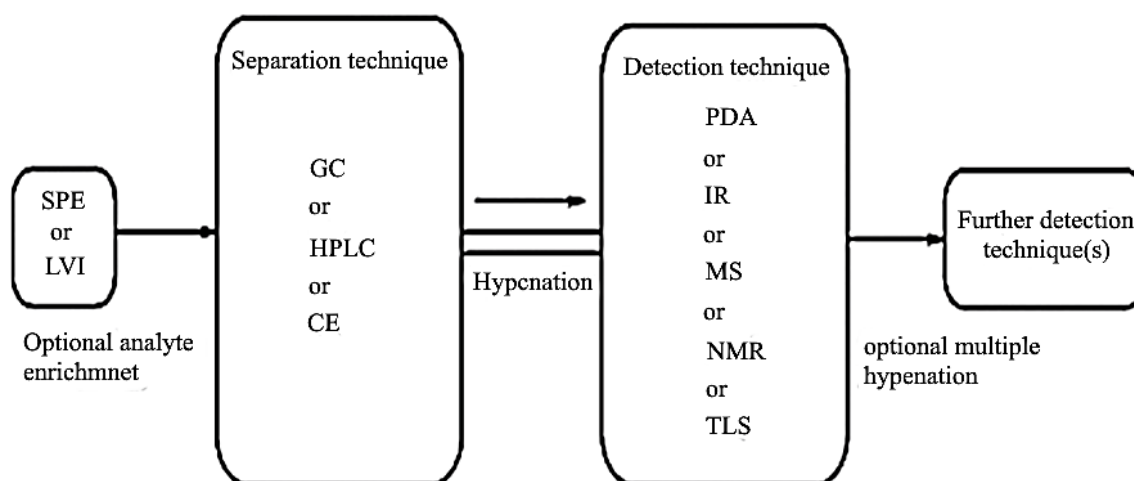 SPE
or
LVI
Optional analyte
enrichmnet
Separation technique
GC
or
HPLC
or
CE
Hypcnation
Detection technique
PDA
or
IR
or
MS
or
NMR
or
TLS
optional multiple
hypenation
Further detection
technique(s)